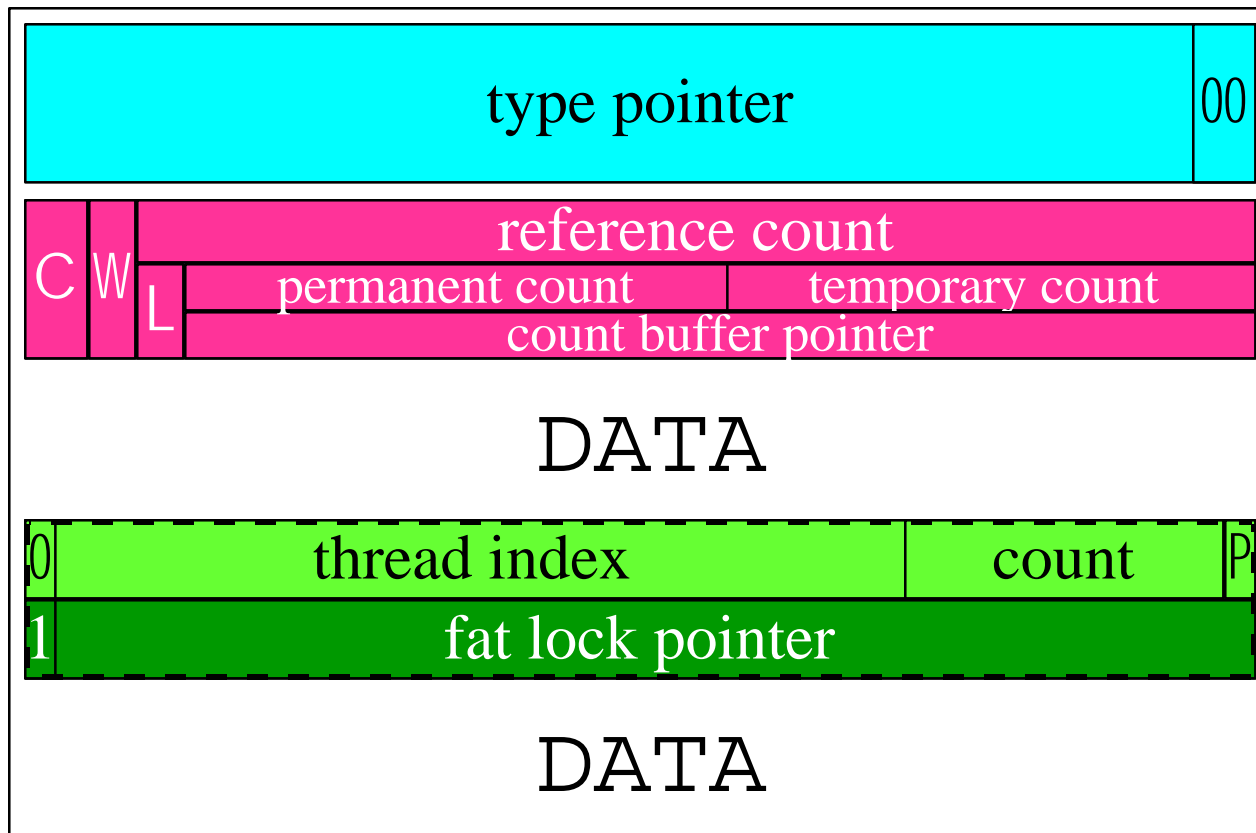 type pointer 00
C W reference count
L permanent count temporary count
count buffer pointer
DATA
0 thread index count P
1 fat lock pointer
DATA